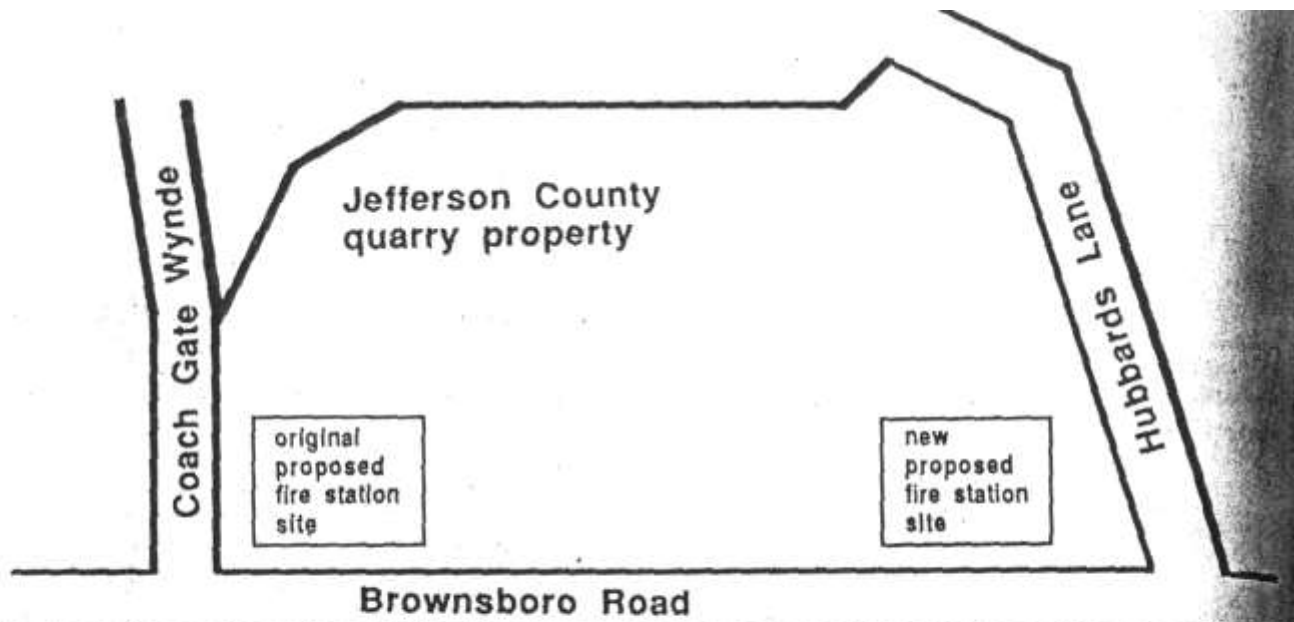 Jefferson County
quarry property
Coach Gate Wynde
Hubbards Lane
original
proposed
fire station
site
new
proposed
fire station
site
Brownsboro Road